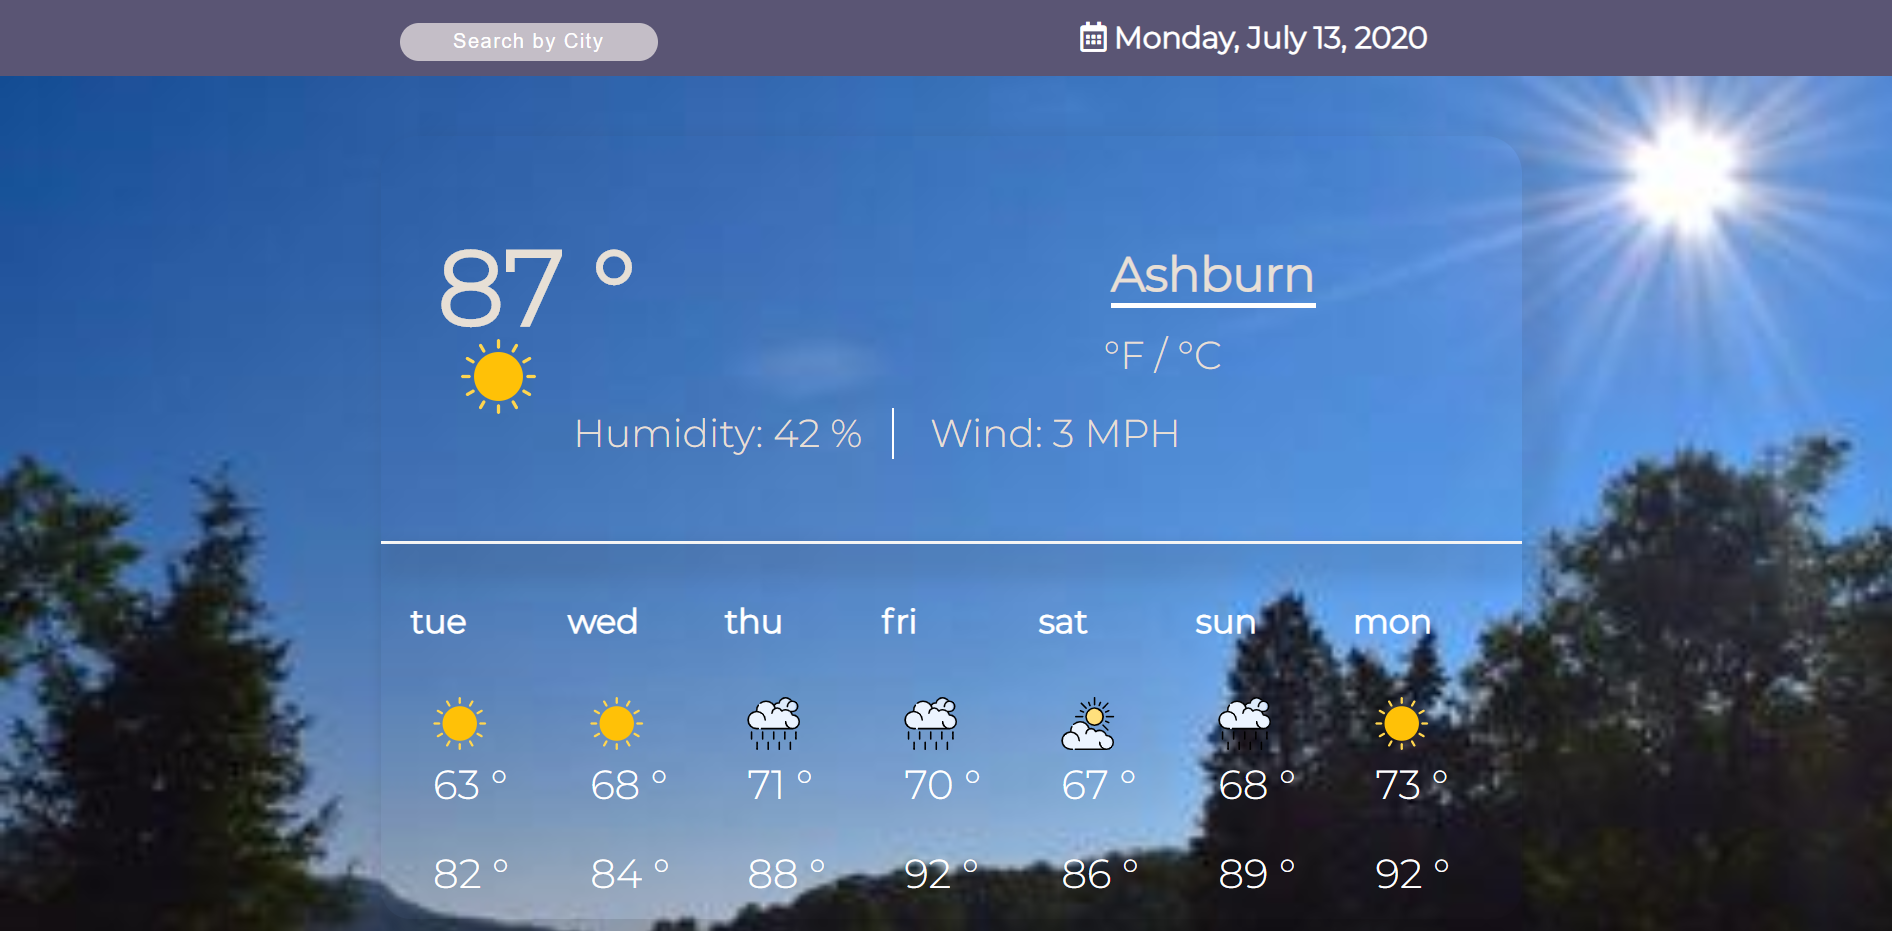 Search by City
Monday, July 13, 2020
87 °
Ashburn
°F / °C
Humidity: 42 %
Wind: 3 MPH
tue wed thu fri sat sun mon
63 ° 68 ° 71 ° 70 ° 67 ° 68 ° 73 °
82 ° 84 ° 88 ° 92 ° 86 ° 89 ° 92 °